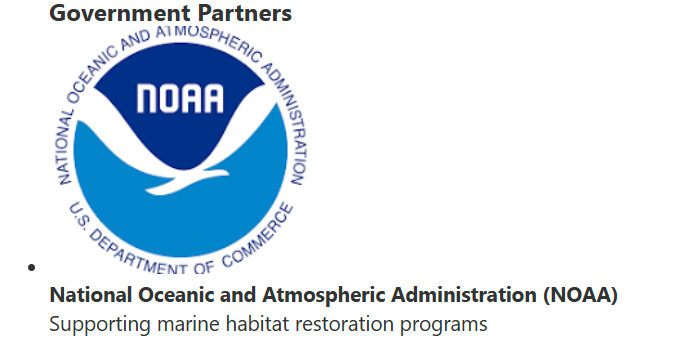 Government Partners
NATIONAL OCEANIC AND ATMOSPHERIC ADMINISTRATION
NOAA
U.S. DEPARTMENT OF COMMERCE
National Oceanic and Atmospheric Administration (NOAA)
Supporting marine habitat restoration programs